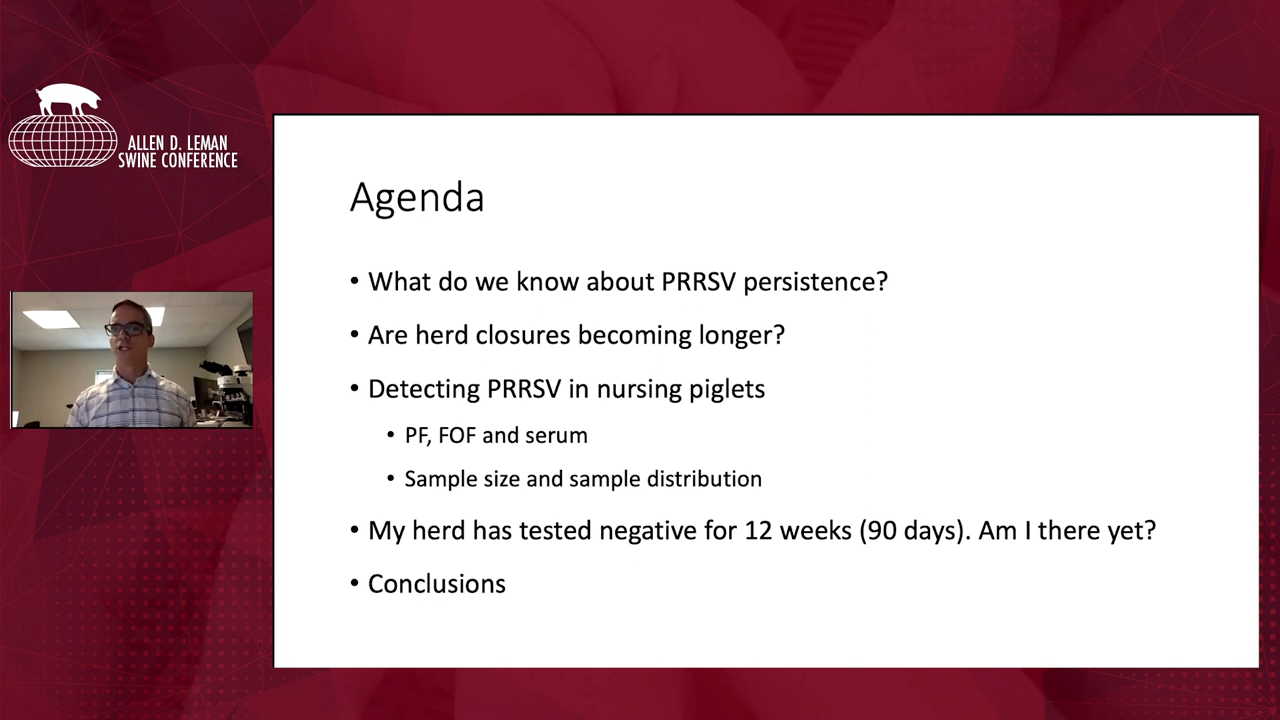 ALLEN D. LEMAN
SWINE CONFERENCE
Agenda
• What do we know about PRRSV persistence?
• Are herd closures becoming longer?
• Detecting PRRSV in nursing piglets
• PF, FOF and serum
• Sample size and sample distribution
• My herd has tested negative for 12 weeks (90 days). Am I there yet?
• Conclusions